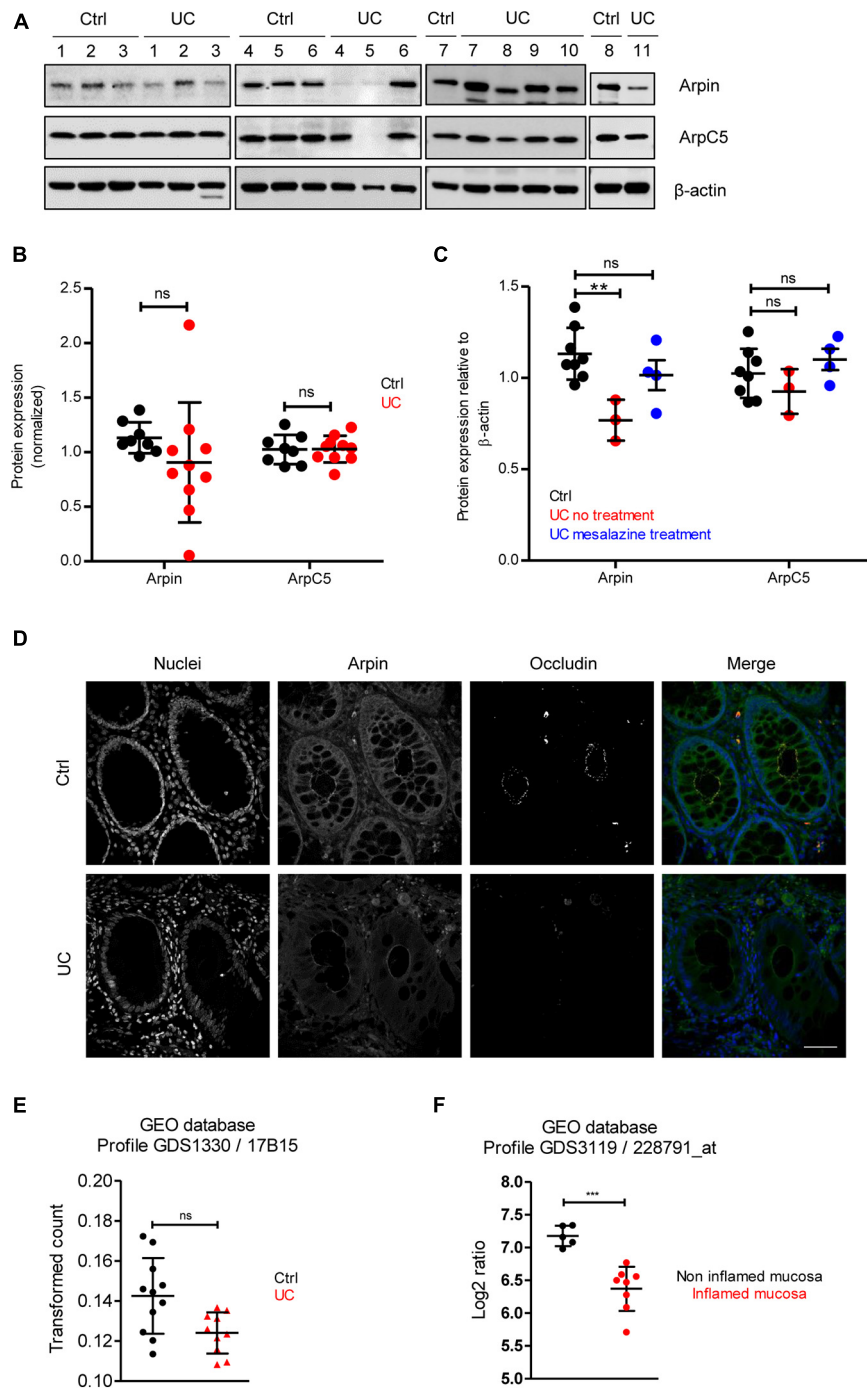 A
Ctrl UC Ctrl UC Ctrl UC Ctrl UC
1 2 3 1 2 3 4 5 6 4 5 6 7 7 8 9 10 8 11
Arpin
ArpC5
β-actin
B
Protein expression
(normalized)
2.5
2.0
1.5
1.0
0.5
0.0
ns
ns
Ctrl
UC
Arpin ArpC5
C
Protein expression relative to
β-actin
1.5
1.0
0.5
0.0
ns
**
ns
ns
Ctrl
UC no treatment
UC mesalazine treatment
Arpin ArpC5
D
Nuclei Arpin Occludin Merge
Ctrl
UC
E
GEO database
Profile GDS1330 / 17B15
Transformed count
0.20
0.18
0.16
0.14
0.12
0.10
ns
Ctrl
UC
F
GEO database
Profile GDS3119 / 228791_at
Log2 ratio
8.0
7.5
7.0
6.5
6.0
5.5
5.0
***
Non inflamed mucosa
Inflamed mucosa